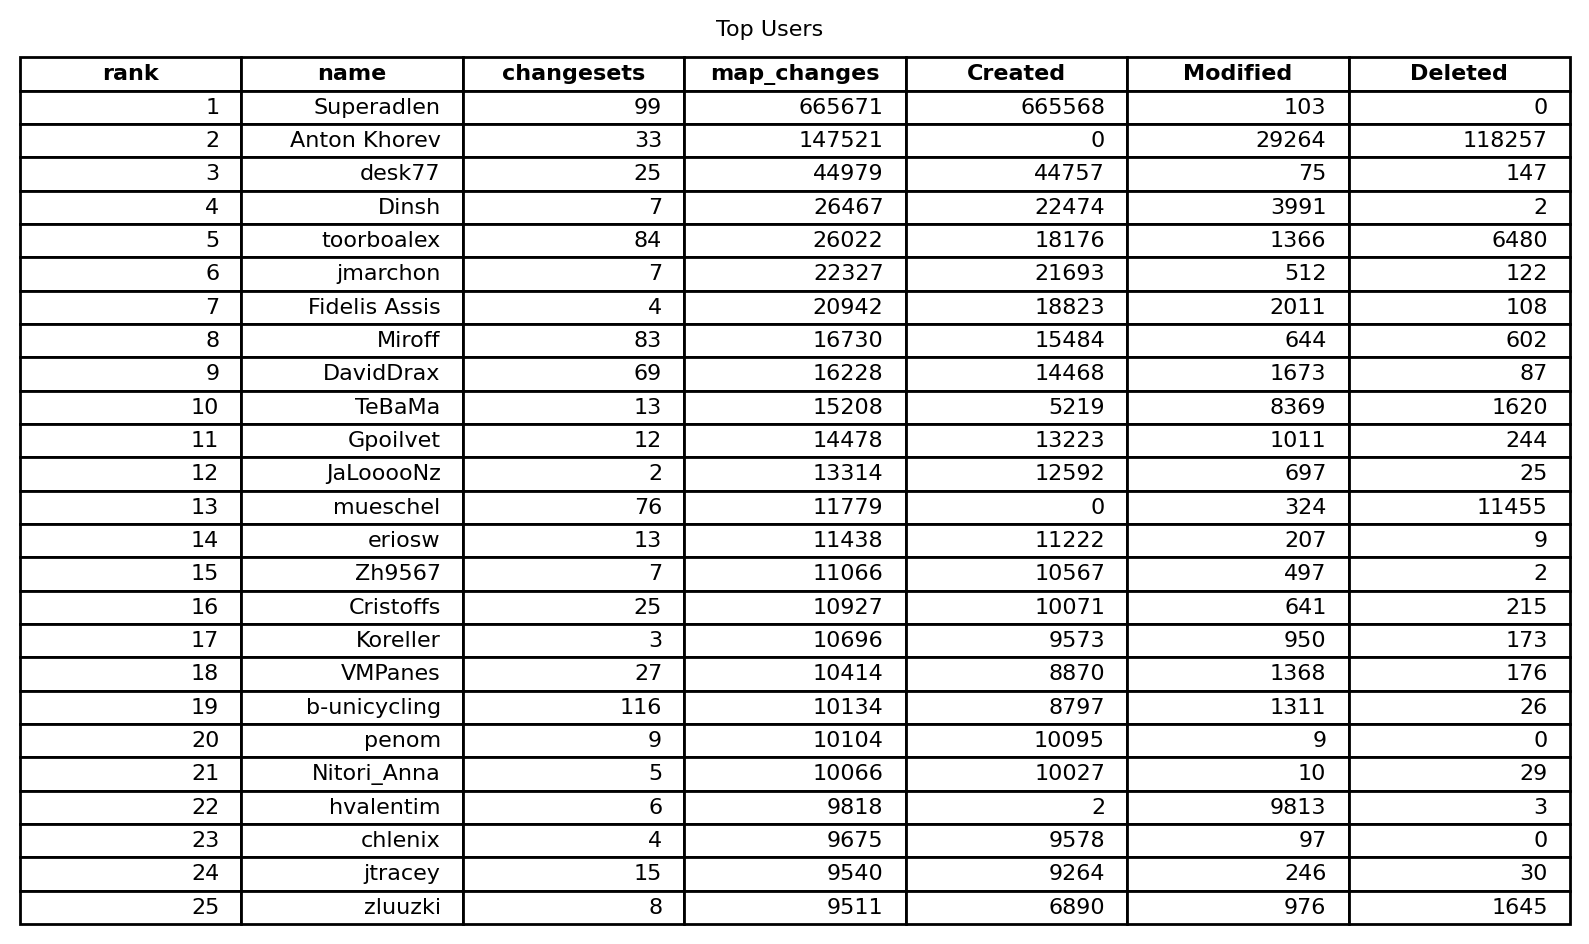 Top Users
rank name changesets map_changes Created Modified Deleted
1 Superadlen 99 665671 665568 103 0
2 Anton Khorev 33 147521 0 29264 118257
3 desk77 25 44979 44757 75 147
4 Dinsh 7 26467 22474 3991 2
5 toorboalex 84 26022 18176 1366 6480
6 jmarchon 7 22327 21693 512 122
7 Fidelis Assis 4 20942 18823 2011 108
8 Miroff 83 16730 15484 644 602
9 DavidDrax 69 16228 14468 1673 87
10 TeBaMa 13 15208 5219 8369 1620
11 Gpoilvet 12 14478 13223 1011 244
12 JaLooooNz 2 13314 12592 697 25
13 mueschel 76 11779 0 324 11455
14 eriosw 13 11438 11222 207 9
15 Zh9567 7 11066 10567 497 2
16 Cristoffs 25 10927 10071 641 215
17 Koreller 3 10696 9573 950 173
18 VMPanes 27 10414 8870 1368 176
19 b-unicycling 116 10134 8797 1311 26
20 penom 9 10104 10095 9 0
21 Nitori_Anna 5 10066 10027 10 29
22 hvalentim 6 9818 2 9813 3
23 chlenix 4 9675 9578 97 0
24 jtracey 15 9540 9264 246 30
25 zluuzki 8 9511 6890 976 1645